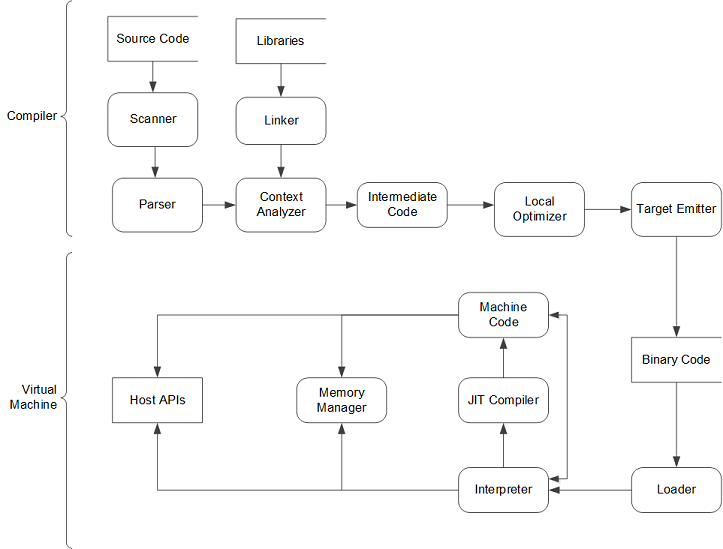 Source Code
Libraries
Compiler
Scanner
Linker
Parser
Context
Analyzer
Intermediate
Code
Local
Optimizer
Target Emitter
Machine
Code
Binary Code
Virtual
Machine
Host APIs
Memory
Manager
JIT Compiler
Interpreter
Loader